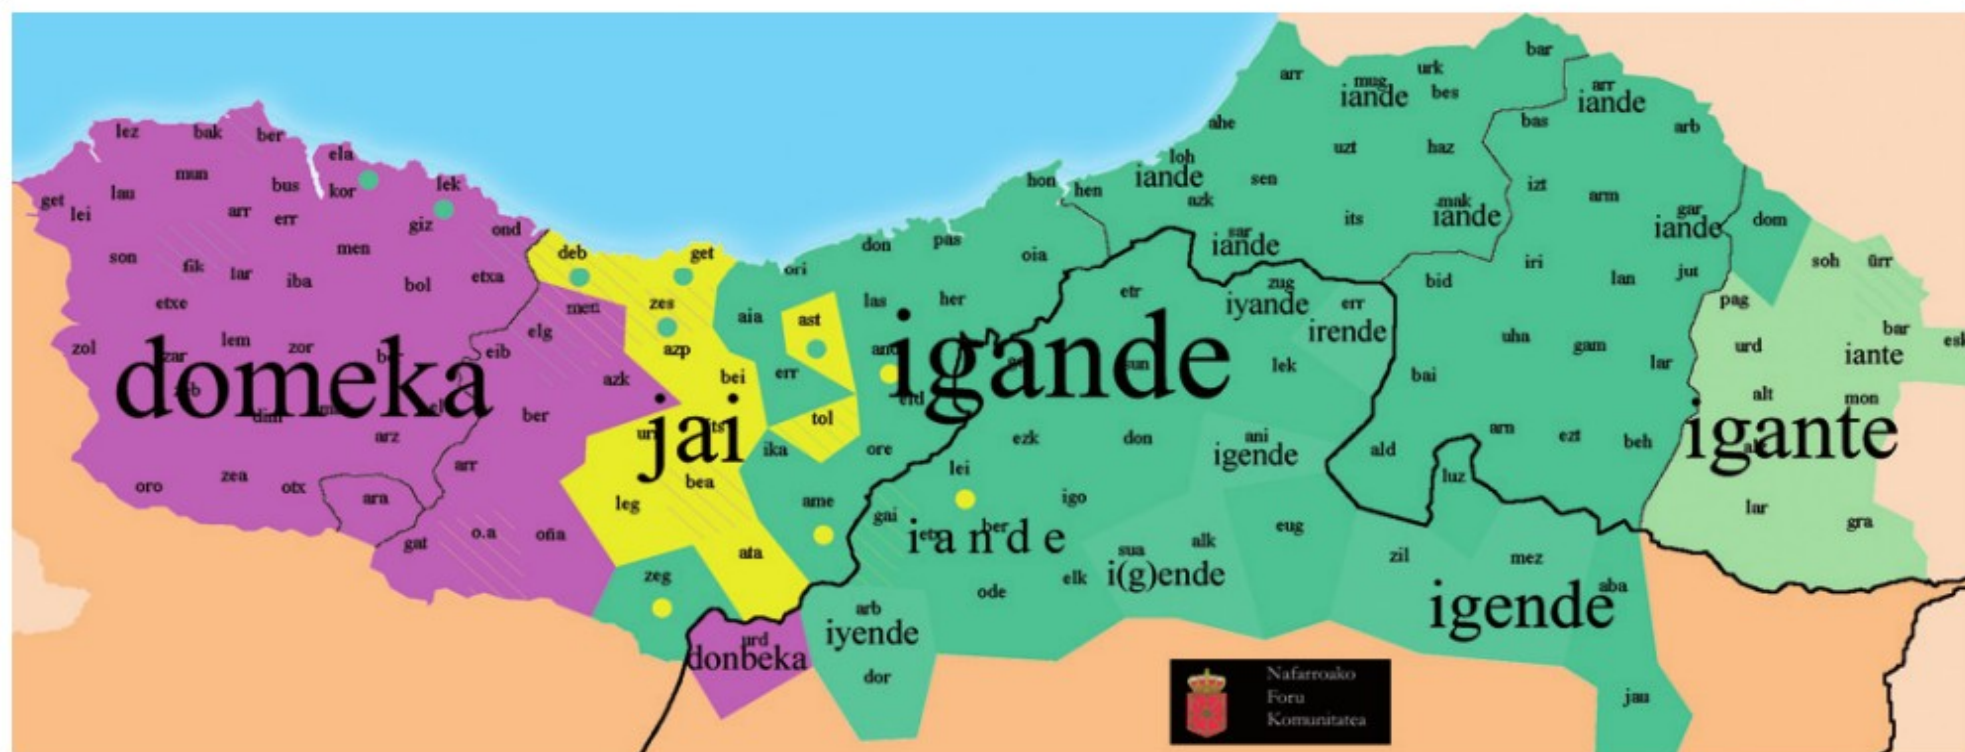 bar
arr
mug
urk
iande
bes
arr
iande
lez
bak
ber
ahe
bas
arb
ela
uzt
haz
loh
iande
mun
lau
bus
kor
lek
hon
hen
sen
izt
arm
get
lei
arr
err
giz
azk
its
mak
iande
gar
iande
dom
ond
son
fik
lar
iba
men
bol
etxa
deb
get
ori
don
pas
oia
sar
iande
bid
iri
lan
jut
soh
ürr
etxe
men
zes
aia
ast
las
her
etr
zug
iyande
err
irende
pag
zol
lem
zor
elg
eib
azp
uha
gam
lar
urd
bar
iante
domeka
azk
bei
err
igande
sun
lek
bai
alt
mon
ber
jai
tol
arz
ika
ore
ezk
don
ani
igende
ald
arn
ezt
beh
igante
oro
zea
otx
ara
arr
leg
bea
ame
lei
igo
luz
lar
gra
gat
o.a
oña
ata
gai
ber
iande
sua
alk
i(g)ende
eug
zil
mez
zeg
ode
elk
igende
aba
urd
donbeka
arb
iyende
dor
jau
Nafarroako
Foru
Komunitatea